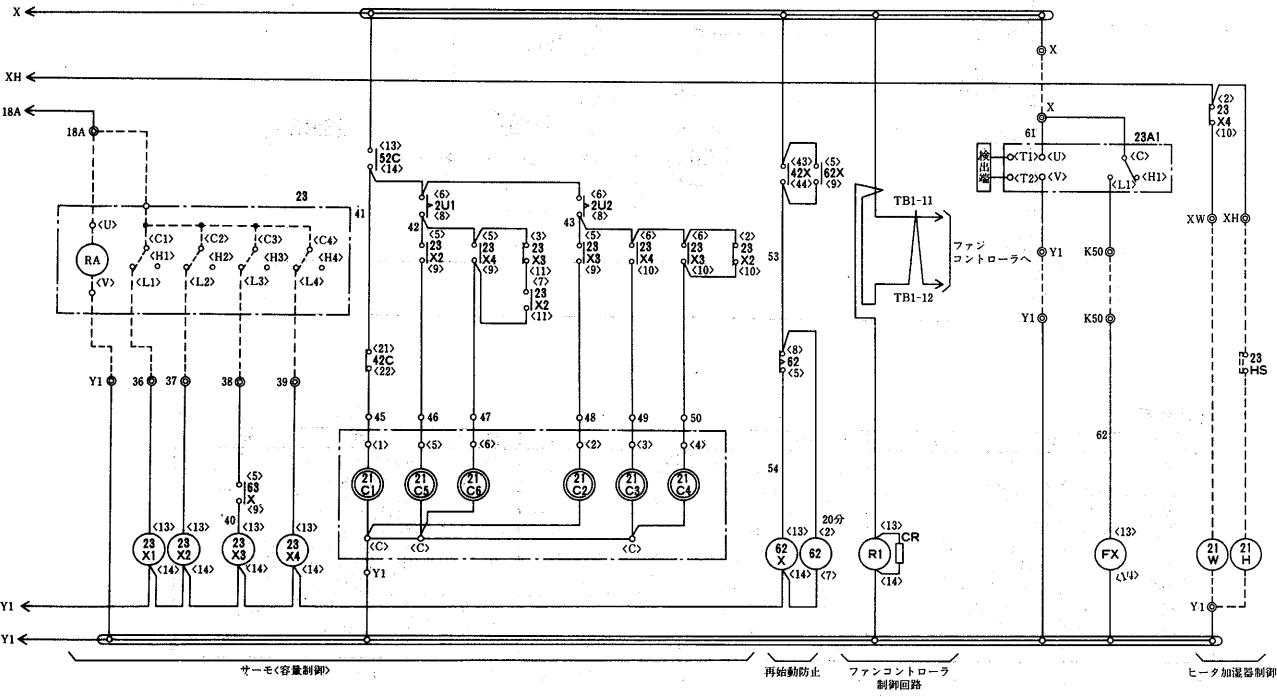 X
XH
18A
18A
23
<U>
RA
<V>
<C1>
<H1>
<L1>
<C2>
<H2>
<L2>
<C3>
<H3>
<L3>
<C4>
<H4>
<L4>
Y1
36
37
38
39
<5>
63
X
<9>
40
<13>
23
X1
<14>
<13>
23
X2
<14>
<13>
23
X3
<14>
<13>
23
X4
<14>
Y1
Y1
サーモ<容量制御>
<13>
52C
<14>
41
<6>
2U1
<8>
42
<5>
23
X2
<9>
<5>
23
X4
<9>
<3>
23
X3
<11>
<7>
23
X2
<11>
<6>
2U2
<8>
43
<5>
23
X3
<9>
<6>
23
X4
<10>
<6>
23
X3
<10>
<2>
23
X2
<10>
<21>
42C
<22>
45
46
47
48
49
50
<1>
<5>
<6>
<2>
<3>
<4>
21
C1
21
C5
21
C6
21
C2
21
C3
21
C4
<C>
<C>
<C>
Y1
<43>
42X
<44>
<5>
62X
<9>
53
<8>
62
<5>
54
20分
<13>
62
X
<14>
<2>
62
<7>
再始動防止
TB1-11
TB1-12
ファン
コントローラへ
<13>
R1
CR
<14>
ファンコントローラ
制御回路
X
X
61
23A1
検出端
<T1>
<U>
<T2>
<V>
<C>
<L1>
<H1>
Y1
K50
Y1
K50
62
<13>
FX
<14>
<2>
23
X4
<10>
XW
XH
23
HS
21
W
21
H
Y1
ヒータ加湿器制御